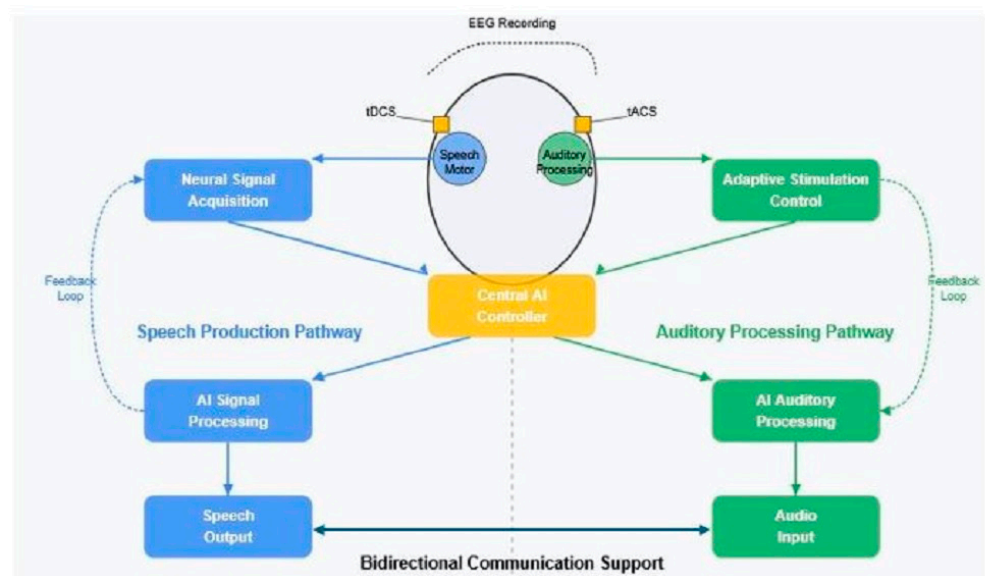 EEG Recording
tDCS
tACS
Speech
Motor
Auditory
Processing
Neural Signal
Acquisition
Adaptive Stimulation
Control
Feedback
Loop
Feedback
Loop
Central AI
Controller
Speech Production Pathway
Auditory Processing Pathway
AI Signal
Processing
AI Auditory
Processing
Speech
Output
Audio
Input
Bidirectional Communication Support